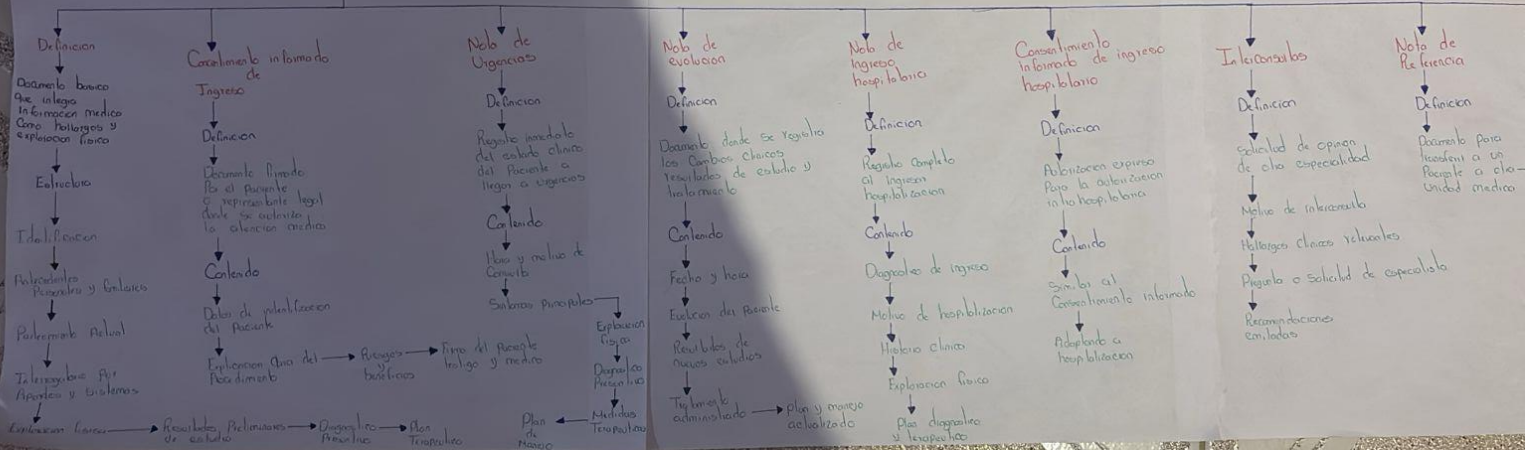 Definicion
Documento basico
que integra
informacion medica
como hallazgos y
exploracion fisica
Estructura
Antecedentes
Personales y
Padecimiento Actual
Interrogatorio Por
Aparatos y Sistemas
Exploracion fisica
Resultados Preliminares
de estudio
Diagnostico
Presuntivo
Plan
Terapeutico
Consentimiento informado
de
Ingreso
Definicion
Documento firmado
Por el Paciente
o representante legal
donde se autoriza
la atencion medica
Contenido
Datos de identificacion
del Paciente
Explicacion clara del
Procedimiento
Riesgos
y
beneficios
Firma del Paciente
testigo y medico
Nota de
Urgencias
Definicion
Registro inmediato
del estado clinico
del Paciente a
llegar a urgencias
Contenido
Hora y motivo de
Consulta
Sintomas Principales
Exploracion
fisica
Diagnostico
Presuntivo
Medidas
Terapeuticas
Plan
de
Manejo
Nota de
evolucion
Definicion
Documento donde se registra
los Cambios clinicos
resultados de estudio y
tratamiento
Contenido
Fecha y hora
Evolucion del Paciente
Resultados de
nuevos estudios
Tratamiento
administrado
Plan y manejo
actualizado
Nota de
Ingreso
hospitalario
Definicion
Registro Completo
al Ingreso
hospitalizacion
Contenido
Diagnostico de ingreso
Motivo de hospitalizacion
Historia clinica
Exploracion fisica
Plan diagnostico
y terapeutico
Consentimiento
informado de ingreso
hospitalario
Definicion
Autorizacion expresa
Para la
intrahospitalaria
Contenido
Similar al
Consentimiento informado
Adaptando a
hospitalizacion
Interconsultas
Definicion
Solicitud de opinion
de otra especialidad
Motivo de interconsulta
Hallazgos clinicos relevantes
Pregunta o Solicitud de especialista
Recomendaciones
emitadas
Nota de
Referencia
Definicion
Documento para
a un
Paciente a otra
Unidad medica